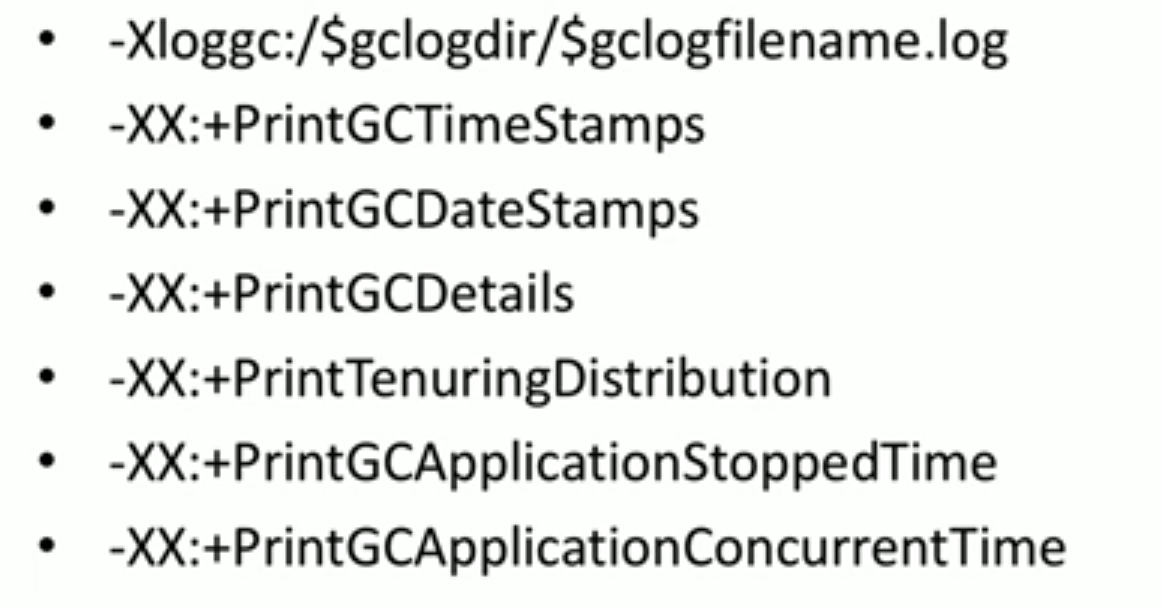 • -Xloggc:/$gclogdir/$gclogfilename.log
• -XX:+PrintGCTimeStamps
• -XX:+PrintGCDateStamps
• -XX:+PrintGCDetails
• -XX:+PrintTenuringDistribution
• -XX:+PrintGCApplicationStoppedTime
• -XX:+PrintGCApplicationConcurrentTime